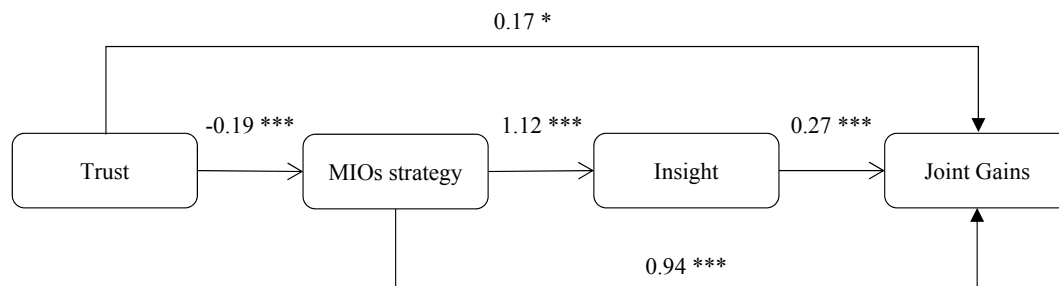 0.17 *
-0.19 ***
1.12 ***
0.27 ***
Trust
MIOs strategy
Insight
Joint Gains
0.94 ***